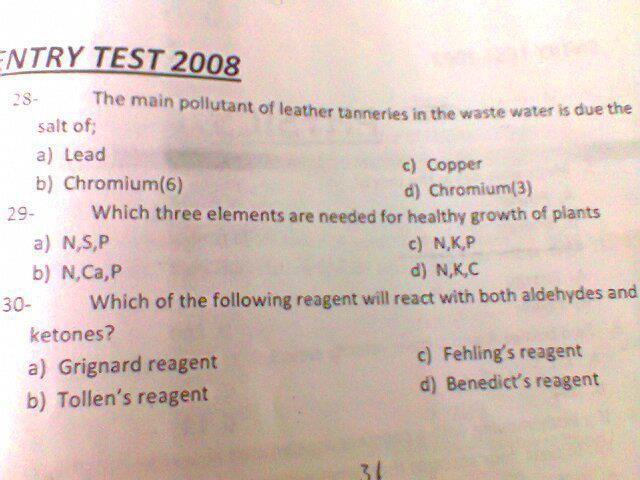 ENTRY TEST 2008
28- The main pollutant of leather tanneries in the waste water is due the
salt of;
a) Lead c) Copper
b) Chromium(6) d) Chromium(3)
29- Which three elements are needed for healthy growth of plants
a) N,S,P c) N,K,P
b) N,Ca,P d) N,K,C
30- Which of the following reagent will react with both aldehydes and
ketones?
a) Grignard reagent c) Fehling's reagent
b) Tollen's reagent d) Benedict's reagent
31